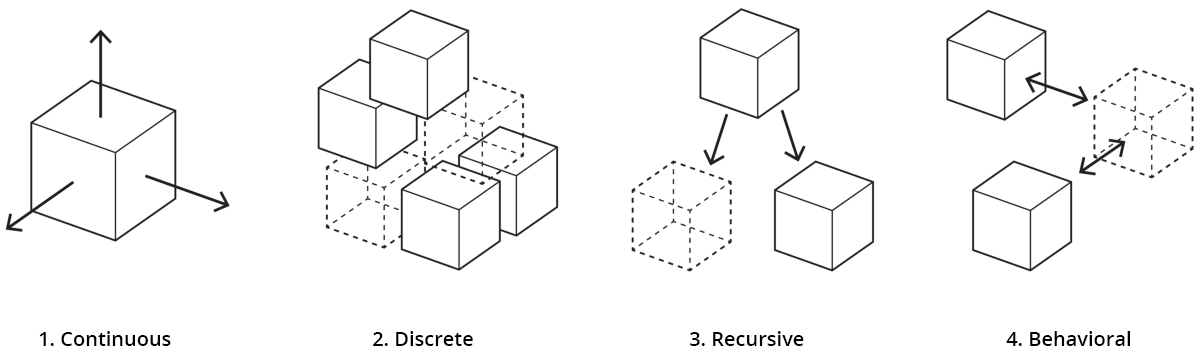 1. Continuous
2. Discrete
3. Recursive
4. Behavioral